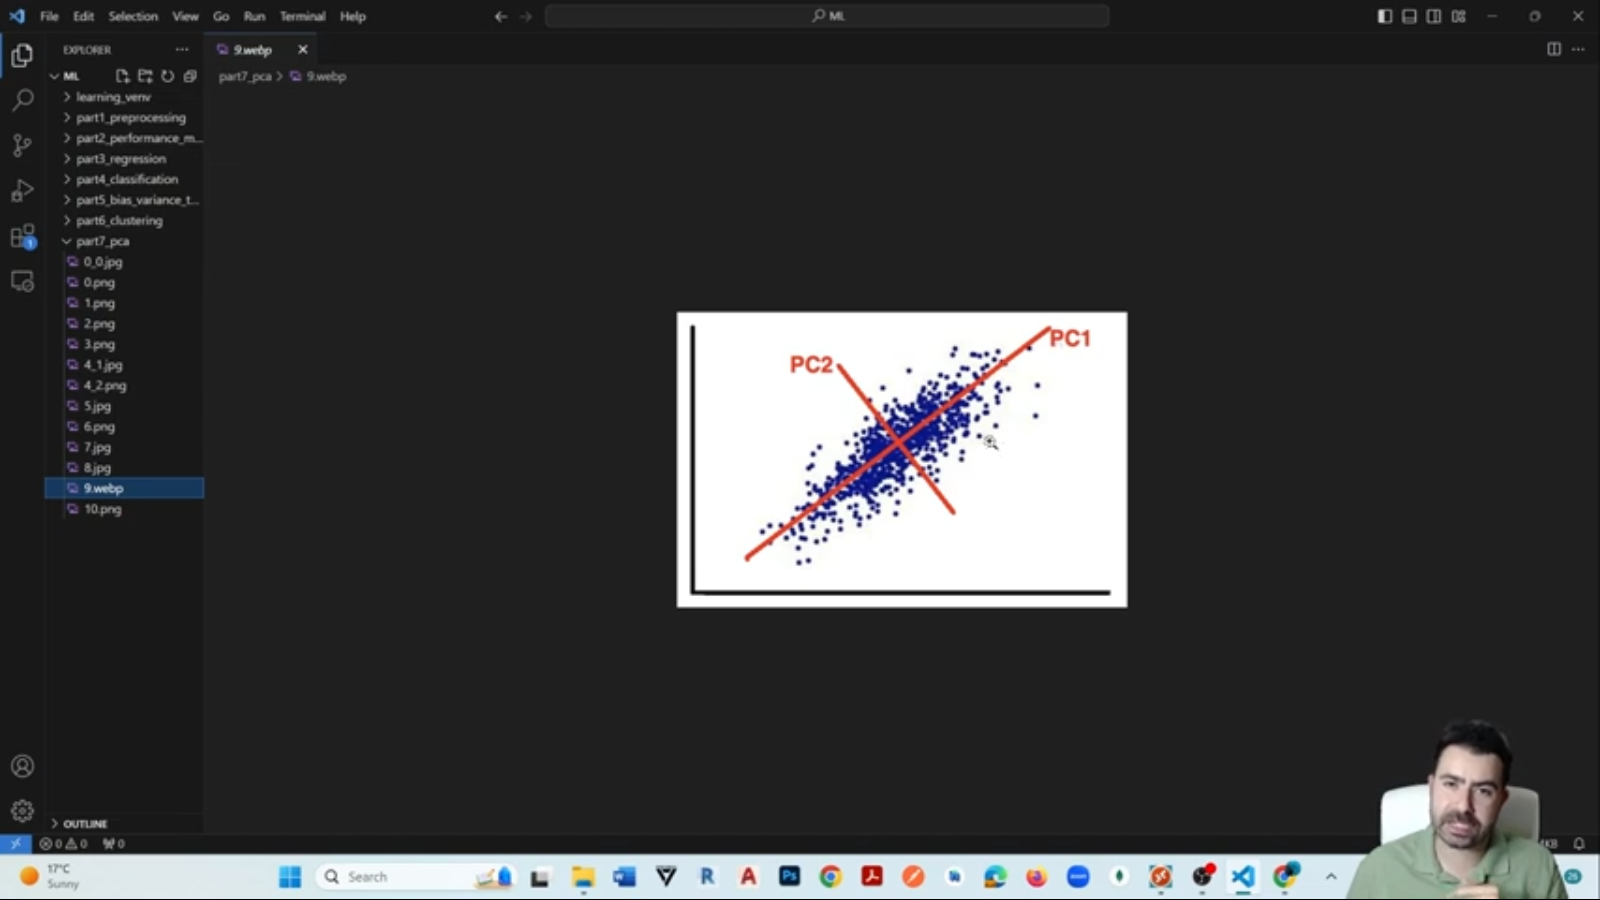 File Edit Selection View Go Run Terminal Help
ML
EXPLORER
9.webp
ML
part7_pca > 9.webp
learning_venv
part1_preprocessing
part2_performance_m...
part3_regression
part4_classification
part5_bias_variance_t...
part6_clustering
part7_pca
0_0.jpg
0.png
1.png
2.png
3.png
4_1.jpg
4_2.png
5.jpg
6.png
7.jpg
8.jpg
9.webp
10.png
PC1
PC2
1
OUTLINE
0 0 0
17°C
Sunny
Search
Ps